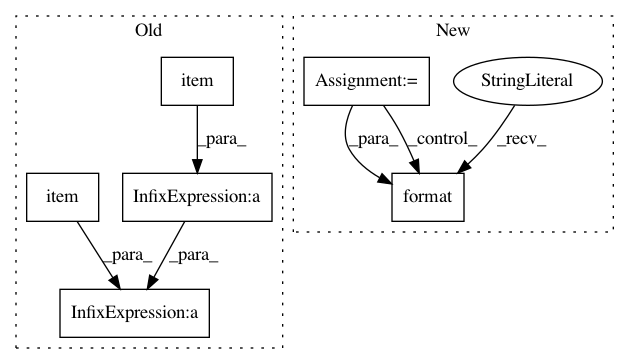 Old
New
item
Assignment:=
StringLiteral
_para_
_para_
_control_
_recv_
item
InfixExpression:a
format
_para_
_para_
InfixExpression:a